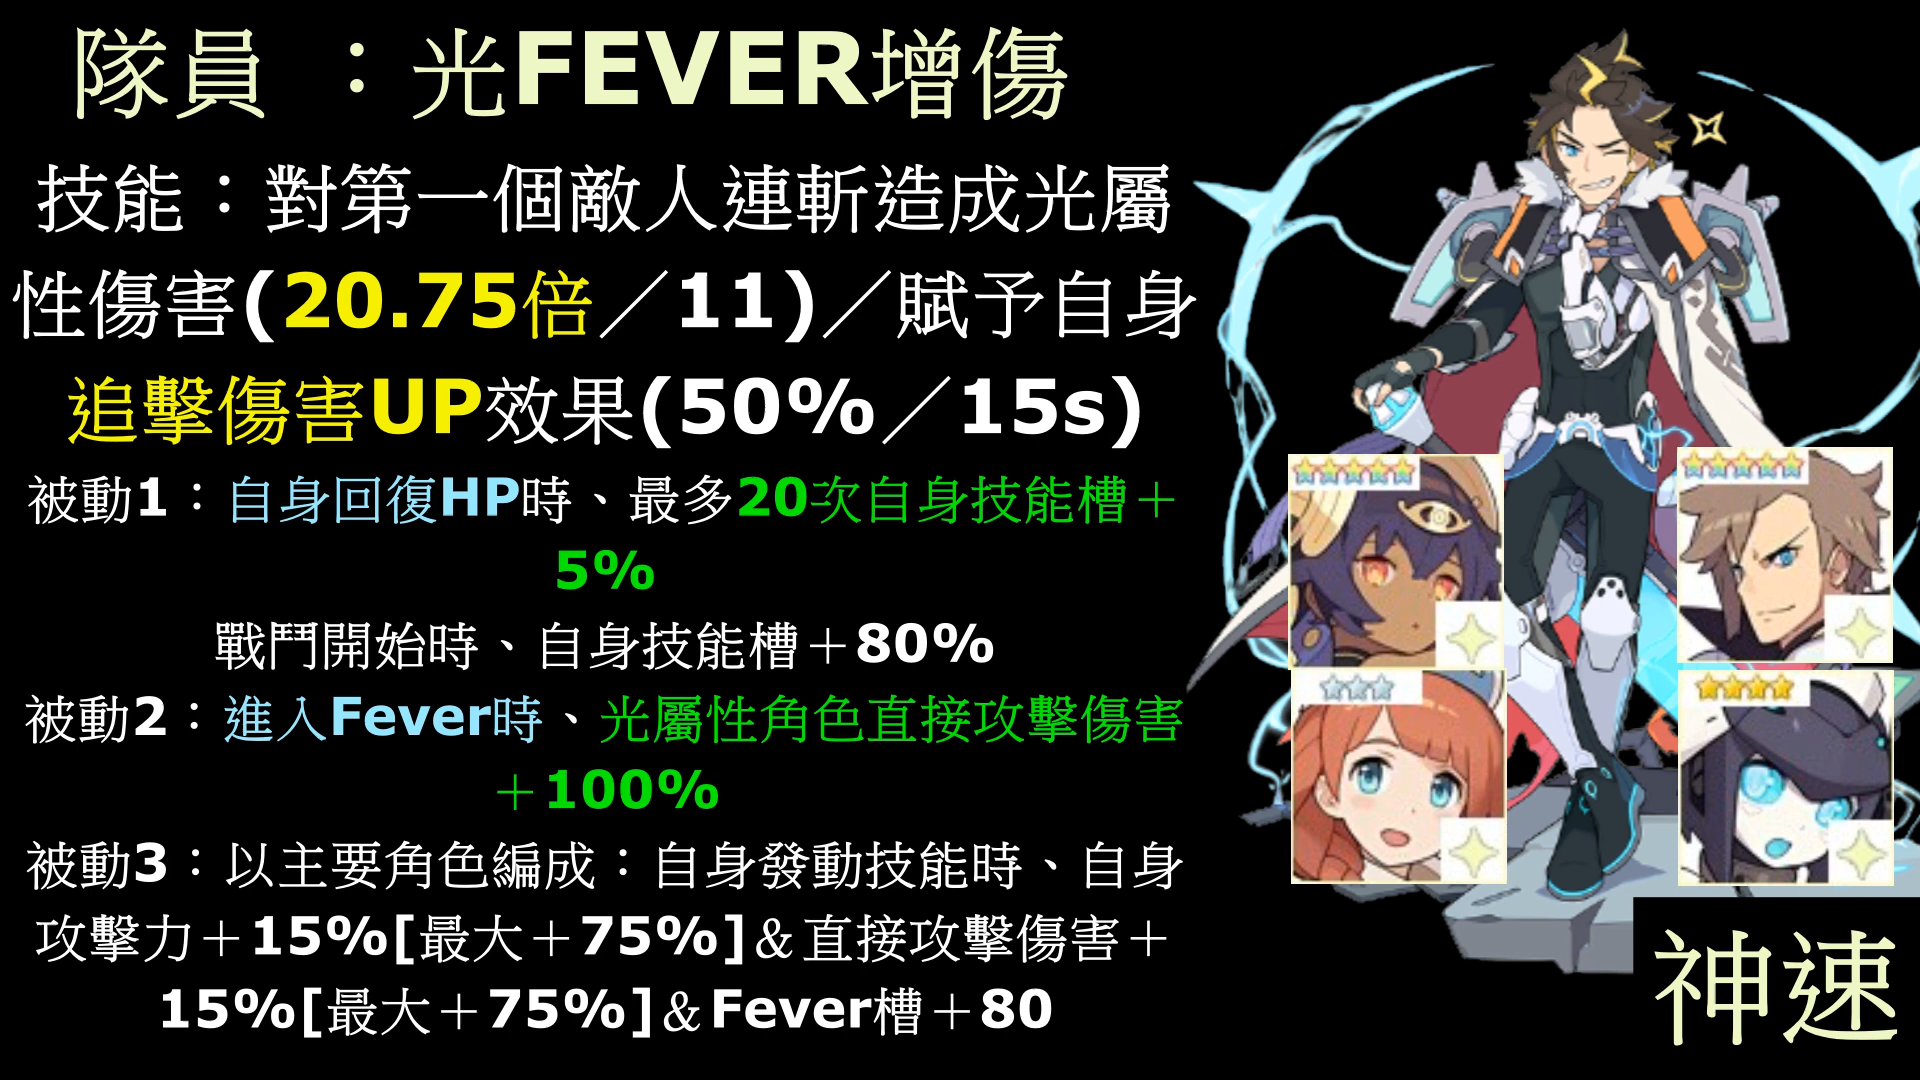 隊員 ：光FEVER增傷
技能：對第一個敵人連斬造成光屬
性傷害(20.75倍／11)／賦予自身
追擊傷害UP效果(50%／15s)
被動1：自身回復HP時、最多20次自身技能槽＋
5%
戰鬥開始時、自身技能槽＋80%
被動2：進入Fever時、光屬性角色直接攻擊傷害
＋100%
被動3：以主要角色編成：自身發動技能時、自身
攻擊力＋15%[最大＋75%]＆直接攻擊傷害＋
15%[最大＋75%]＆Fever槽＋80
神速